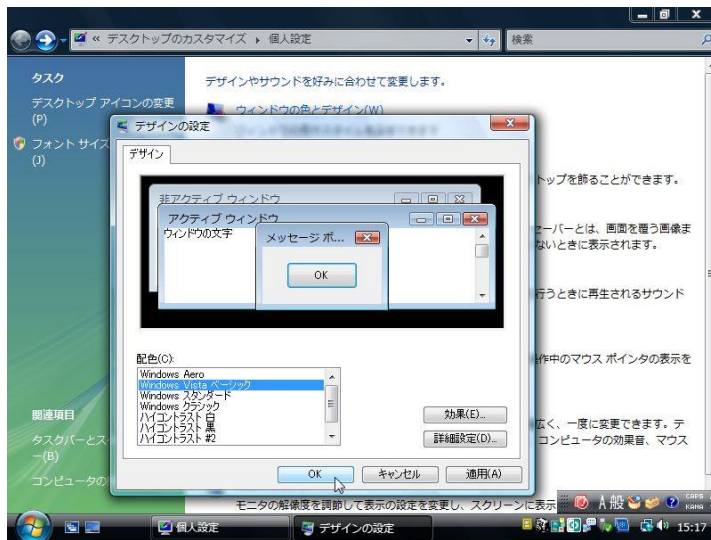 « デスクトップのカスタマイズ ▸ 個人設定
検索
タスク
デスクトップ アイコンの変更
(P)
フォント サイズ
(J)
関連項目
タスクバーとス
ー(B)
コンピュータの
デザインやサウンドを好みに合わせて変更します。
ウィンドウの色とデザイン(W)
トップを飾ることができます。
セーバーとは、画面を覆う画像ま
ないときに表示されます。
行うときに再生されるサウンド
操作中のマウス ポインタの表示を
広く、一度に変更できます。テ
コンピュータの効果音、マウス
モニタの解像度を調節して表示の設定を変更し、スクリーンに表示
デザインの設定
デザイン
非アクティブ ウィンドウ
アクティブ ウィンドウ
ウィンドウの文字
メッセージ ボ...
OK
配色(C):
Windows Aero
Windows Vista ベーシック
Windows スタンダード
Windows クラシック
ハイコントラスト 白
ハイコントラスト 黒
ハイコントラスト #2
効果(E)...
詳細設定(D)...
OK
キャンセル
適用(A)
A 般
CAPS
KANA
個人設定
デザインの設定
15:17